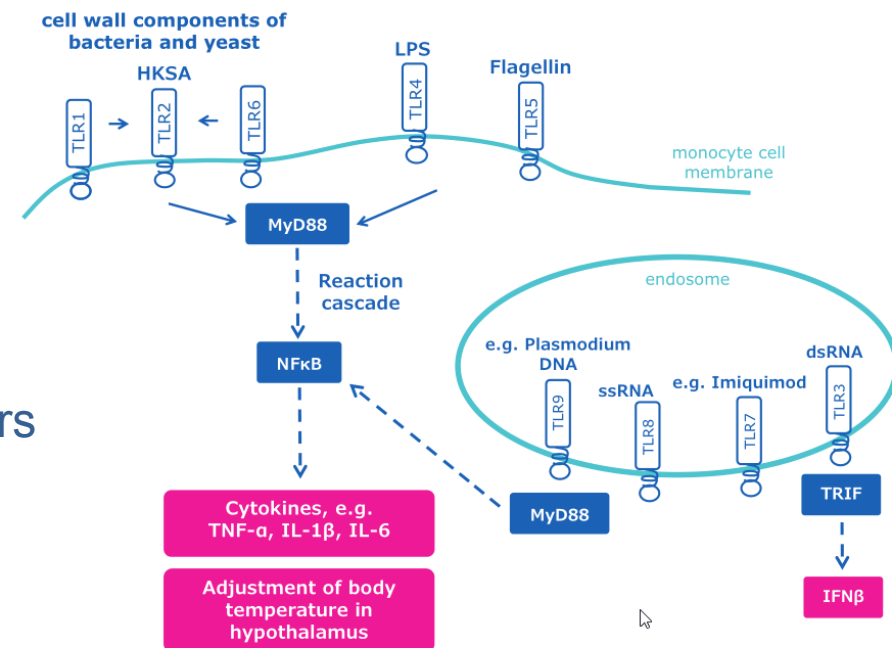 cell wall components of
bacteria and yeast
HKSA
LPS
Flagellin
TLR1
TLR2
TLR6
TLR4
TLR5
monocyte cell
membrane
MyD88
Reaction
cascade
endosome
NFκB
e.g. Plasmodium
DNA
ssRNA
e.g. Imiquimod
dsRNA
TLR9
TLR8
TLR7
TLR3
rs
Cytokines, e.g.
TNF-α, IL-1β, IL-6
MyD88
TRIF
Adjustment of body
temperature in
hypothalamus
IFNβ